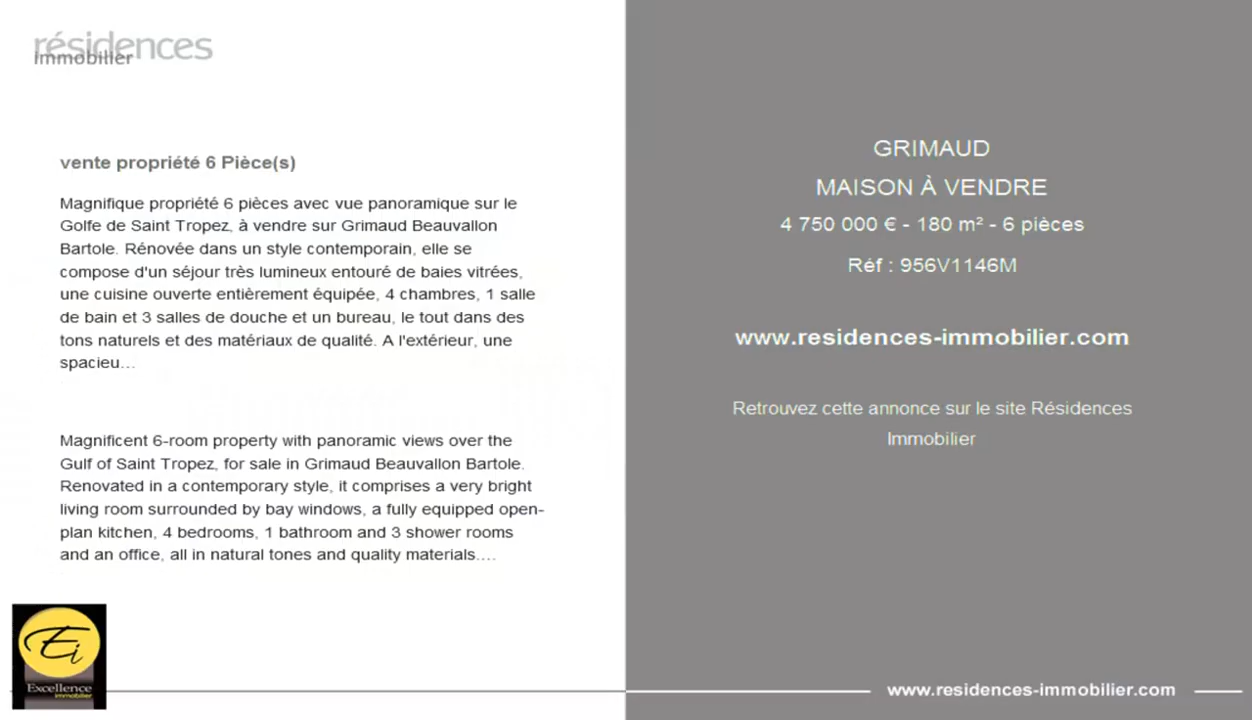 résidences
immobilier
vente propriété 6 Pièce(s)
Magnifique propriété 6 pièces avec vue panoramique sur le
Golfe de Saint Tropez, à vendre sur Grimaud Beauvallon
Bartole. Rénovée dans un style contemporain, elle se
compose d'un séjour très lumineux entouré de baies vitrées,
une cuisine ouverte entièrement équipée, 4 chambres, 1 salle
de bain et 3 salles de douche et un bureau, le tout dans des
tons naturels et des matériaux de qualité. A l'extérieur, une
spacieu...
Magnificent 6-room property with panoramic views over the
Gulf of Saint Tropez, for sale in Grimaud Beauvallon Bartole.
Renovated in a contemporary style, it comprises a very bright
living room surrounded by bay windows, a fully equipped open-
plan kitchen, 4 bedrooms, 1 bathroom and 3 shower rooms
and an office, all in natural tones and quality materials....
Ei
Excellence
immobilier
GRIMAUD
MAISON À VENDRE
4 750 000 € - 180 m² - 6 pièces
Réf : 956V1146M
www.residences-immobilier.com
Retrouvez cette annonce sur le site Résidences
Immobilier
www.residences-immobilier.com